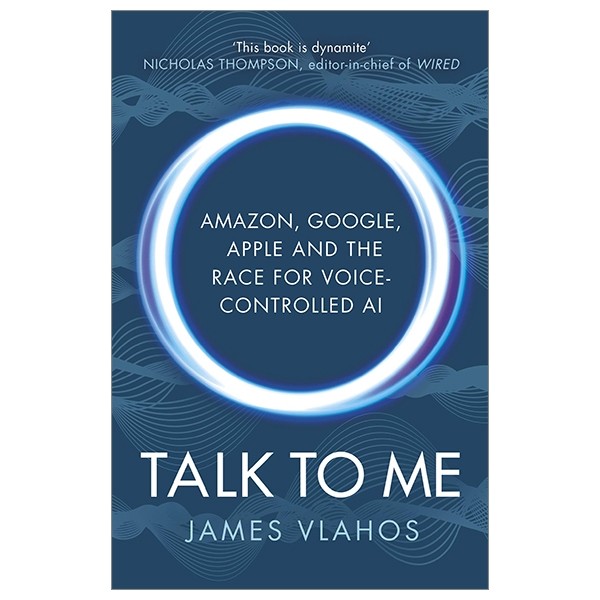 ‘This book is dynamite’
NICHOLAS THOMPSON, editor-in-chief of WIRED
AMAZON, GOOGLE,
APPLE AND THE
RACE FOR VOICE-
CONTROLLED AI
TALK TO ME
JAMES VLAHOS